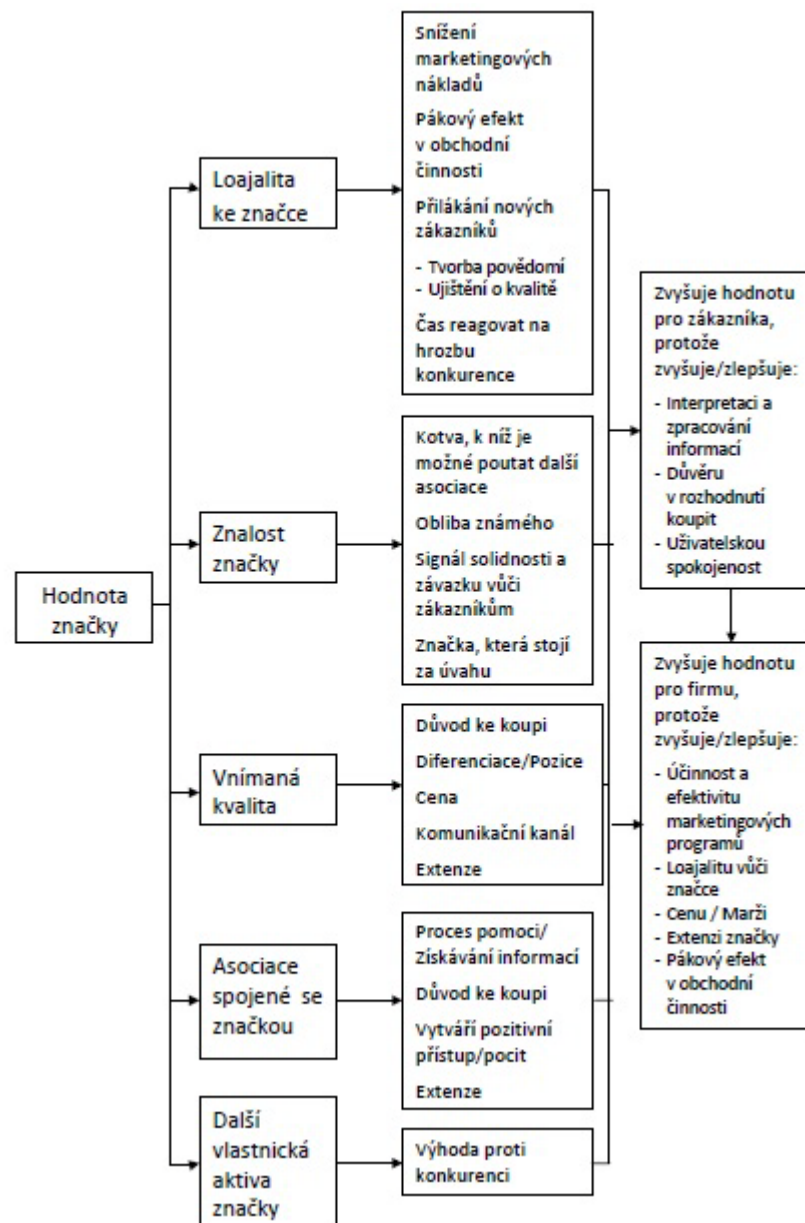 Hodnota
značky
Loajalita
ke značce
Znalost
značky
Vnímaná
kvalita
Asociace
spojené se
značkou
Další
vlastnická
aktiva
značky
Snížení
marketingových
nákladů
Pákový efekt
v obchodní
činnosti
Přilákání nových
zákazníků
- Tvorba povědomí
- Ujištění o kvalitě
Čas reagovat na
hrozbu
konkurence
Kotva, k níž je
možné poutat další
asociace
Obliba známého
Signál solidnosti a
závazku vůči
zákazníkům
Značka, která stojí
za úvahu
Důvod ke koupi
Diferenciace/Pozice
Cena
Komunikační kanál
Extenze
Proces pomoci/
Získávání informací
Důvod ke koupi
Vytváří pozitivní
přístup/pocit
Extenze
Výhoda proti
konkurenci
Zvyšuje hodnotu
pro zákazníka,
protože
zvyšuje/zlepšuje:
- Interpretaci a
zpracování
informací
- Důvěru
v rozhodnutí
koupit
- Uživatelskou
spokojenost
Zvyšuje hodnotu
pro firmu,
protože
zvyšuje/zlepšuje:
- Účinnost a
efektivitu
marketingových
programů
- Loajalitu vůči
značce
- Cenu / Marži
- Extenzi značky
- Pákový efekt
v obchodní
činnosti